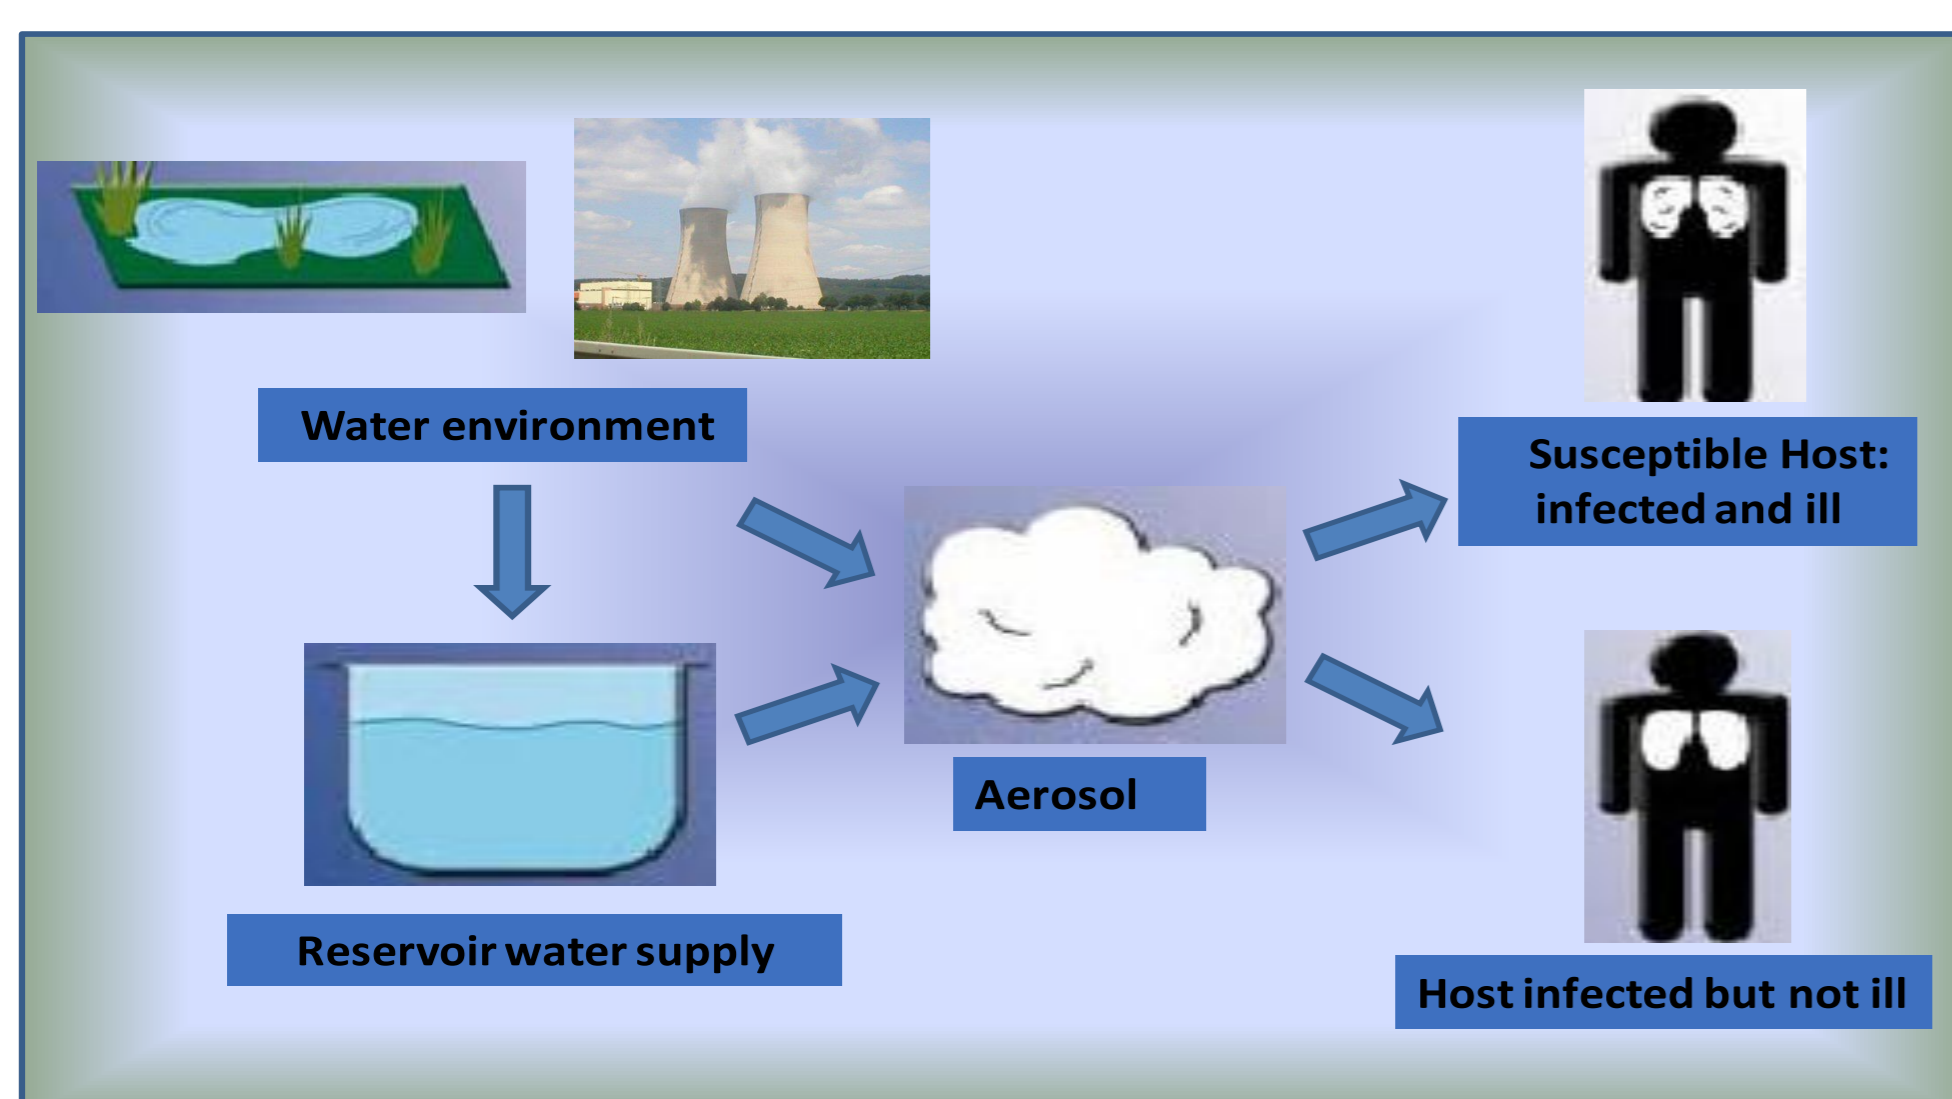 Water environment
Susceptible Host:
infected and ill
Aerosol
Reservoir water supply
Host infected but not ill